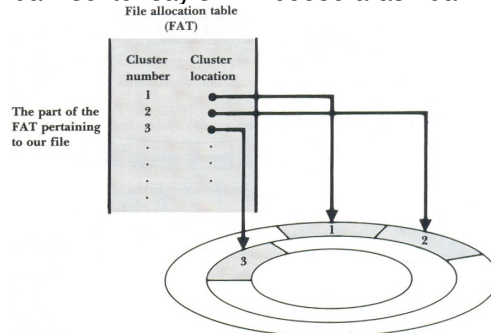 File allocation table
(FAT)
Cluster number
Cluster location
1
2
3
The part of the
FAT pertaining
to our file
1
2
3